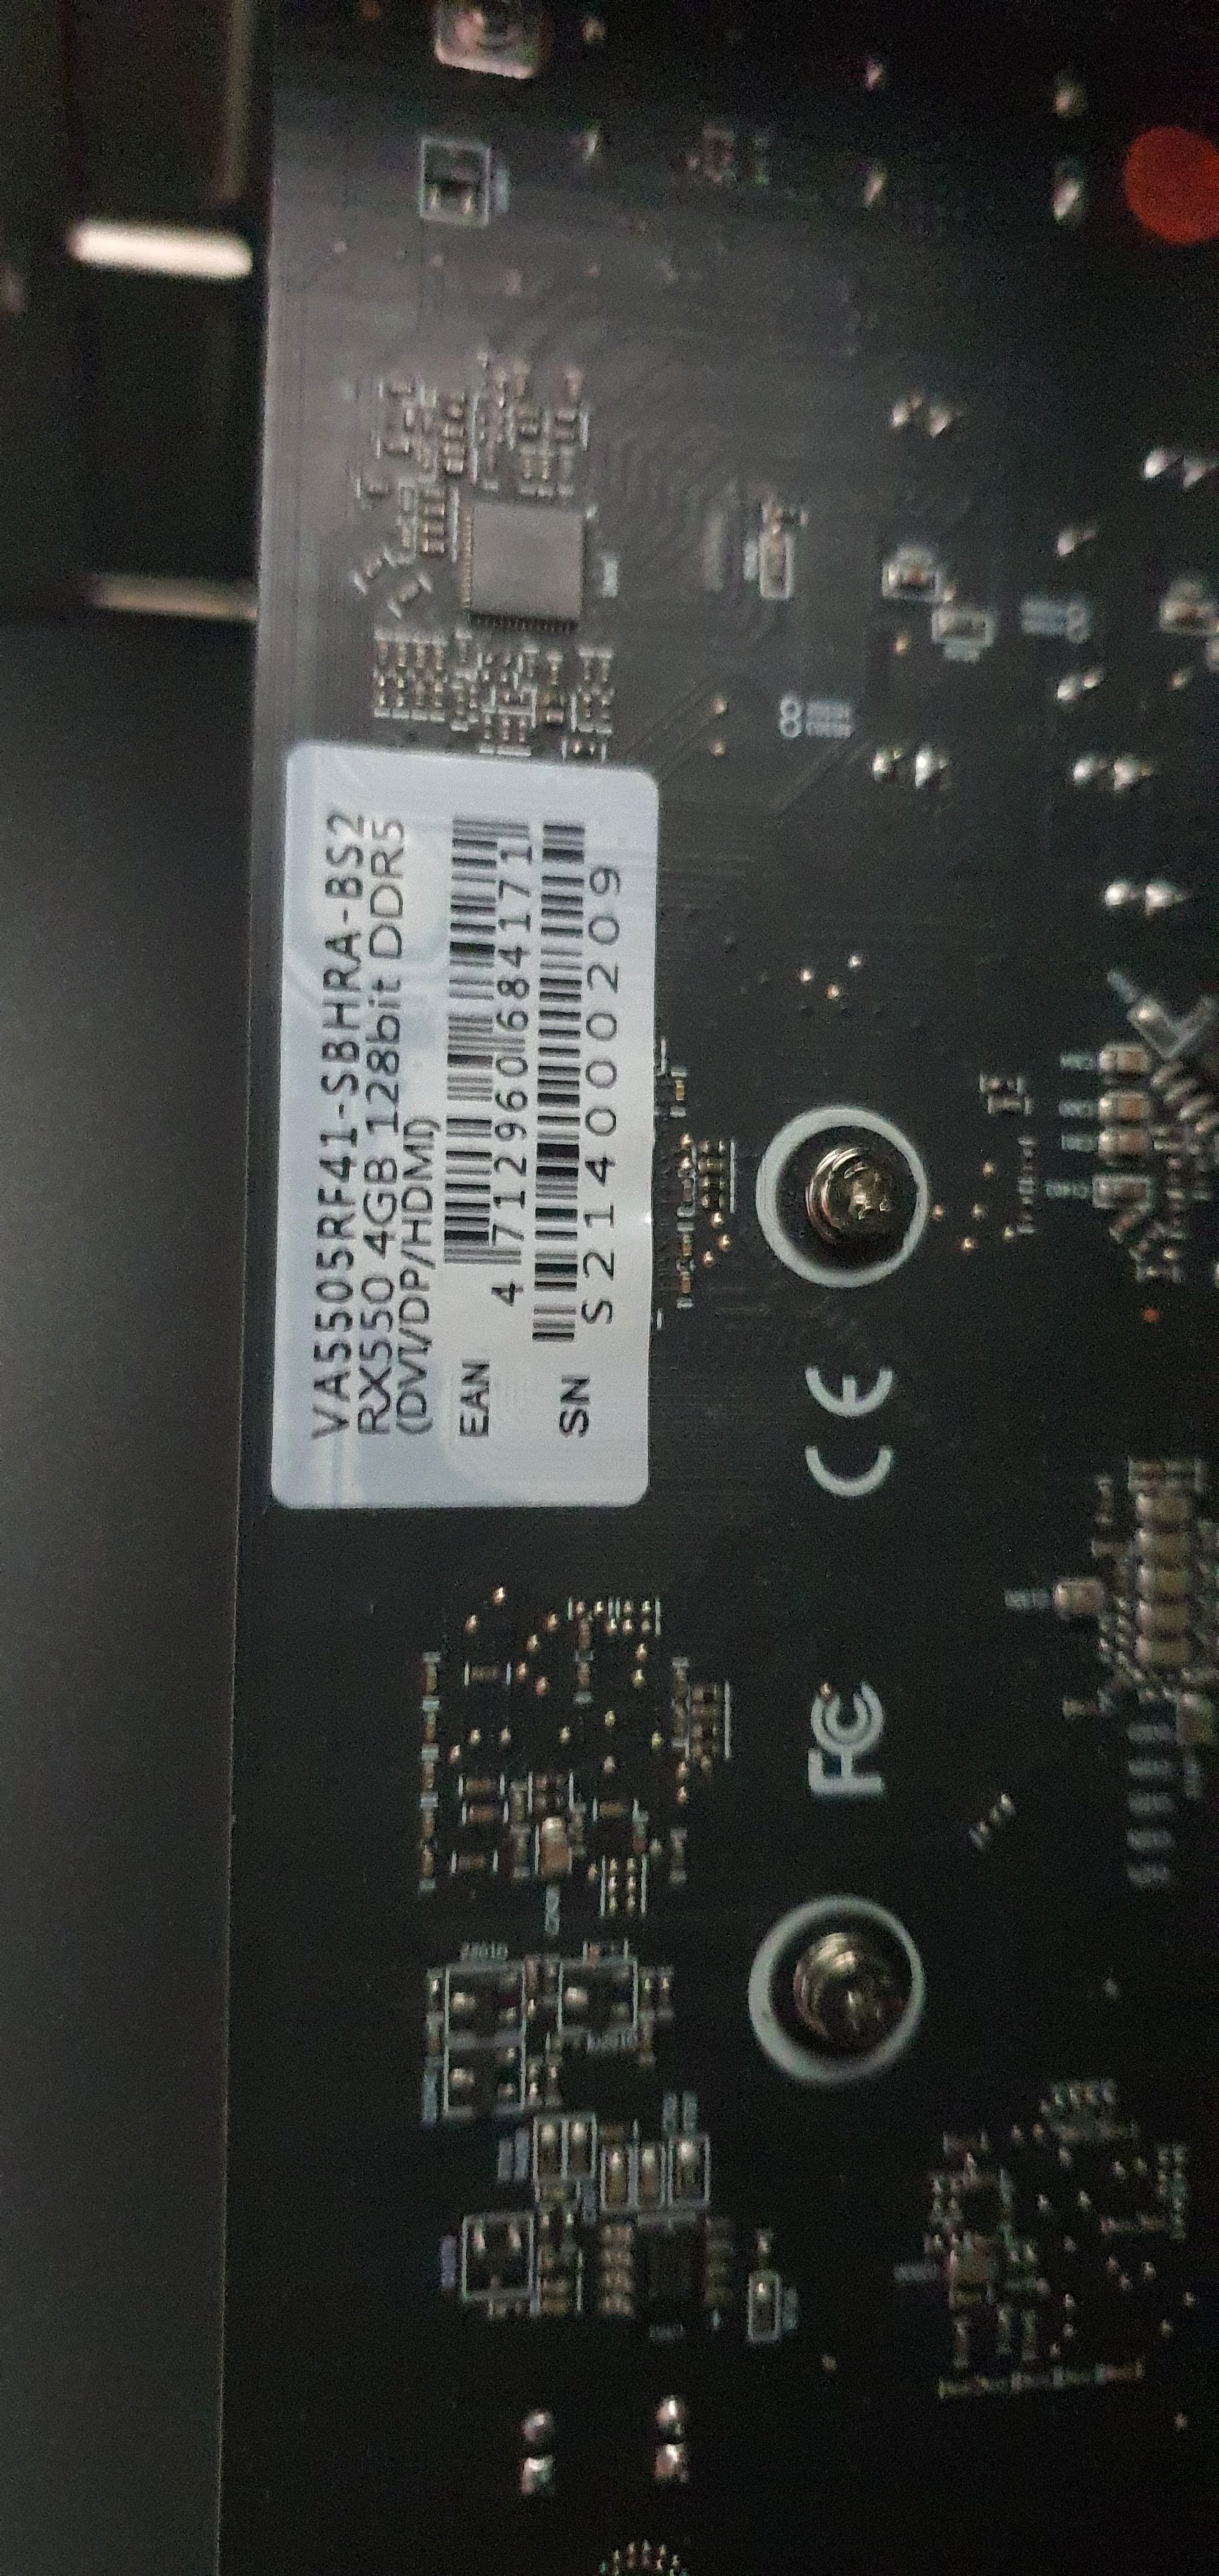 VA5505RF41-SBHRA-BS2
RX550 4GB 128bit DDR5
(DVI/DP/HDMI)
EAN
4 712960 684171
SN
S214000209
CE
FC